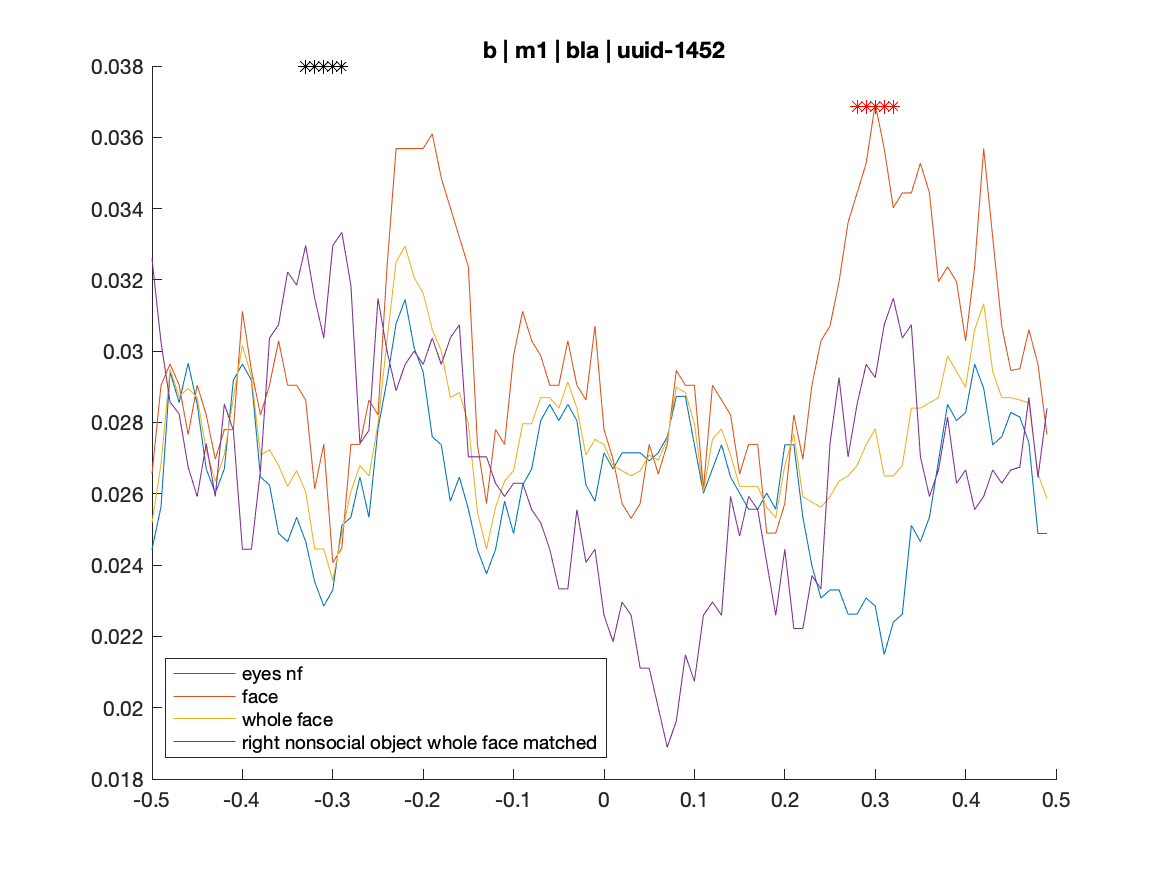 b | m1 | bla | uuid-1452
0.038
0.036
0.034
0.032
0.03
0.028
0.026
0.024
0.022
0.02
0.018
eyes nf
face
whole face
right nonsocial object whole face matched
-0.5 -0.4 -0.3 -0.2 -0.1 0 0.1 0.2 0.3 0.4 0.5